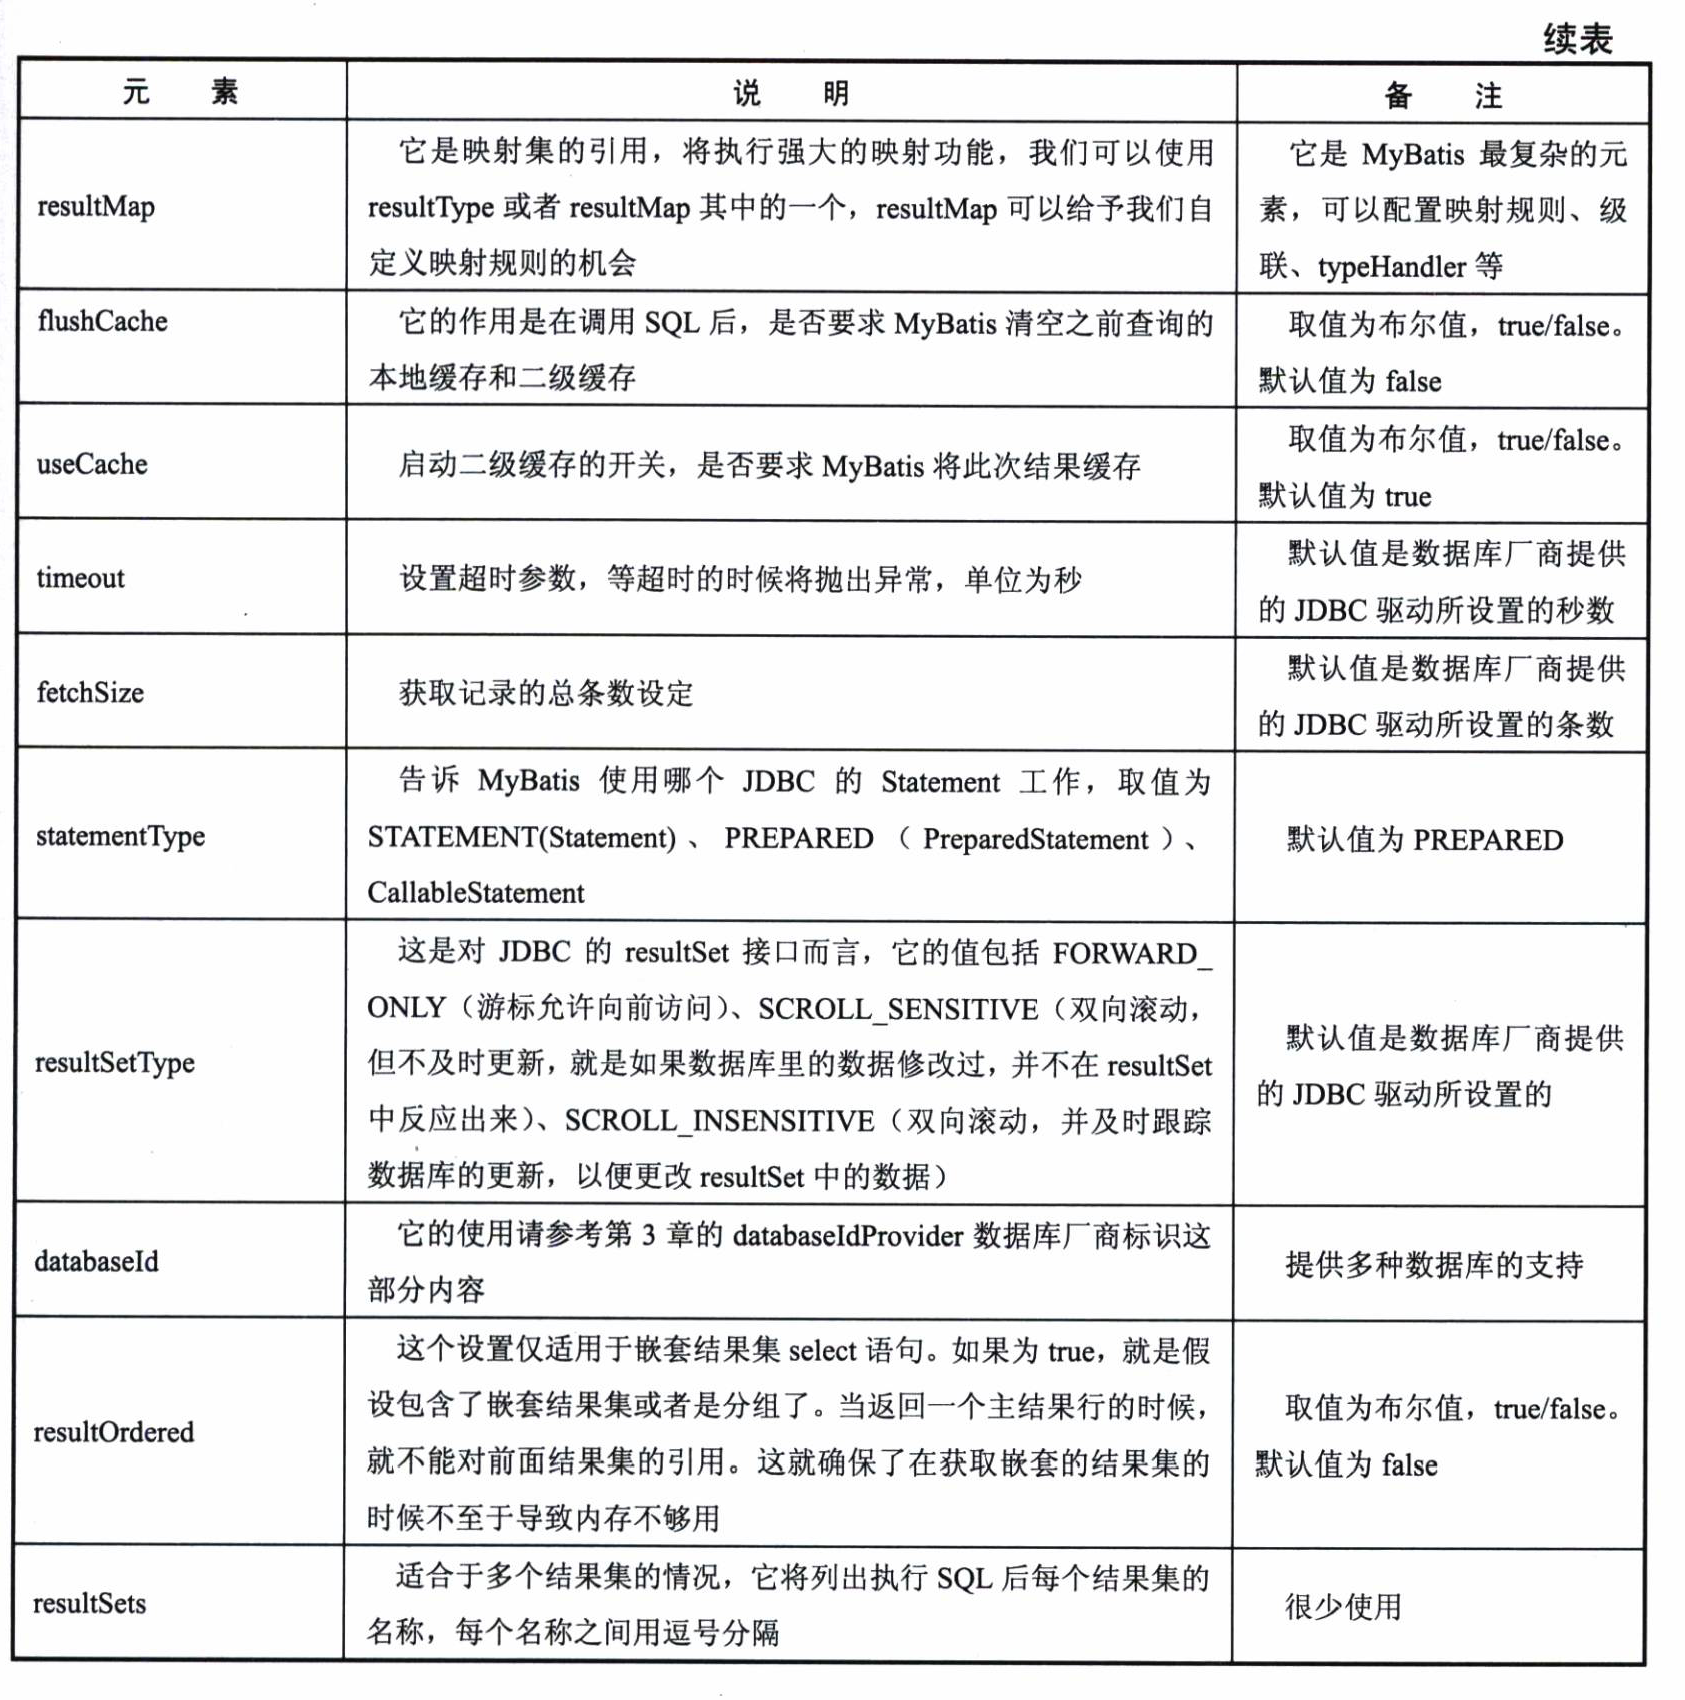 续表
元 素 说 明 备 注
resultMap
它是映射集的引用，将执行强大的映射功能，我们可以使用
resultType 或者 resultMap 其中的一个，resultMap 可以给予我们自
定义映射规则的机会
它是 MyBatis 最复杂的元
素，可以配置映射规则、级
联、typeHandler 等
flushCache
它的作用是在调用 SQL 后，是否要求 MyBatis 清空之前查询的
本地缓存和二级缓存
取值为布尔值，true/false。
默认值为 false
useCache
启动二级缓存的开关，是否要求 MyBatis 将此次结果缓存
取值为布尔值，true/false。
默认值为 true
timeout
设置超时参数，等超时的时候将抛出异常，单位为秒
默认值是数据库厂商提供
的 JDBC 驱动所设置的秒数
fetchSize
获取记录的总条数设定
默认值是数据库厂商提供
的 JDBC 驱动所设置的条数
statementType
告诉 MyBatis 使用哪个 JDBC 的 Statement 工作，取值为
STATEMENT(Statement) 、 PREPARED （ PreparedStatement ）、
CallableStatement
默认值为 PREPARED
resultSetType
这是对 JDBC 的 resultSet 接口而言，它的值包括 FORWARD_
ONLY（游标允许向前访问）、SCROLL_SENSITIVE（双向滚动，
但不及时更新，就是如果数据库里的数据修改过，并不在 resultSet
中反应出来）、SCROLL_INSENSITIVE（双向滚动，并及时跟踪
数据库的更新，以便更改 resultSet 中的数据）
默认值是数据库厂商提供
的 JDBC 驱动所设置的
databaseId
它的使用请参考第 3 章的 databaseIdProvider 数据库厂商标识这
部分内容
提供多种数据库的支持
resultOrdered
这个设置仅适用于嵌套结果集 select 语句。如果为 true，就是假
设包含了嵌套结果集或者是分组了。当返回一个主结果行的时候，
就不能对前面结果集的引用。这就确保了在获取嵌套的结果集的
时候不至于导致内存不够用
取值为布尔值，true/false。
默认值为 false
resultSets
适合于多个结果集的情况，它将列出执行 SQL 后每个结果集的
名称，每个名称之间用逗号分隔
很少使用